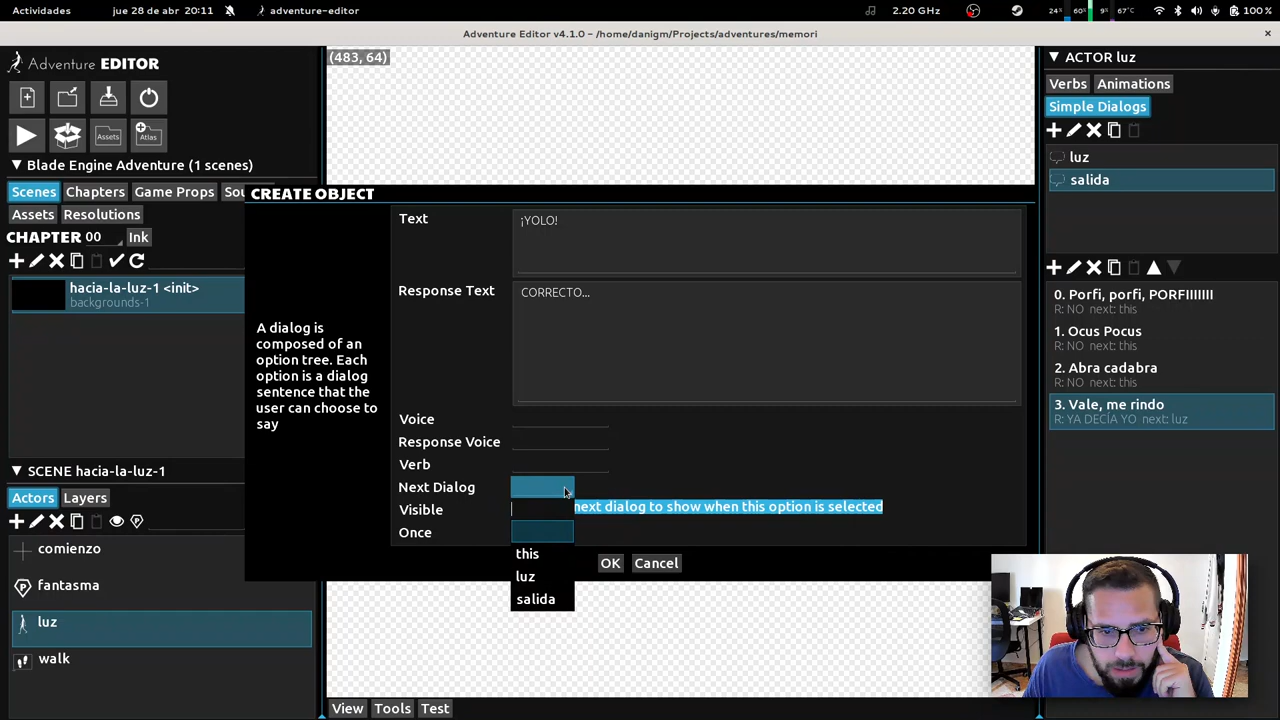 Actividades
jue 28 de abr 20:11
adventure-editor
2.20 GHz
24%
60%
9%
67°C
100 %
Adventure Editor v4.1.0 - /home/danigm/Projects/adventures/memori
×
Adventure EDITOR
Assets
Atlas
Blade Engine Adventure (1 scenes)
Scenes
Chapters
Game Props
Sou
Assets
Resolutions
CHAPTER 00
Ink
hacia-la-luz-1 <init>
backgrounds-1
SCENE hacia-la-luz-1
Actors
Layers
comienzo
fantasma
luz
walk
(483, 64)
CREATE OBJECT
A dialog is
composed of an
option tree. Each
option is a dialog
sentence that the
user can choose to
say
Text
¡YOLO!
Response Text
CORRECTO...
Voice
Response Voice
Verb
Next Dialog
next dialog to show when this option is selected
Visible
Once
this
luz
salida
OK
Cancel
View
Tools
Test
ACTOR luz
Verbs
Animations
Simple Dialogs
luz
salida
0. Porfi, porfi, PORFIIIIIII
R: NO next: this
1. Ocus Pocus
R: NO next: this
2. Abra cadabra
R: NO next: this
3. Vale, me rindo
R: YA DECÍA YO next: luz